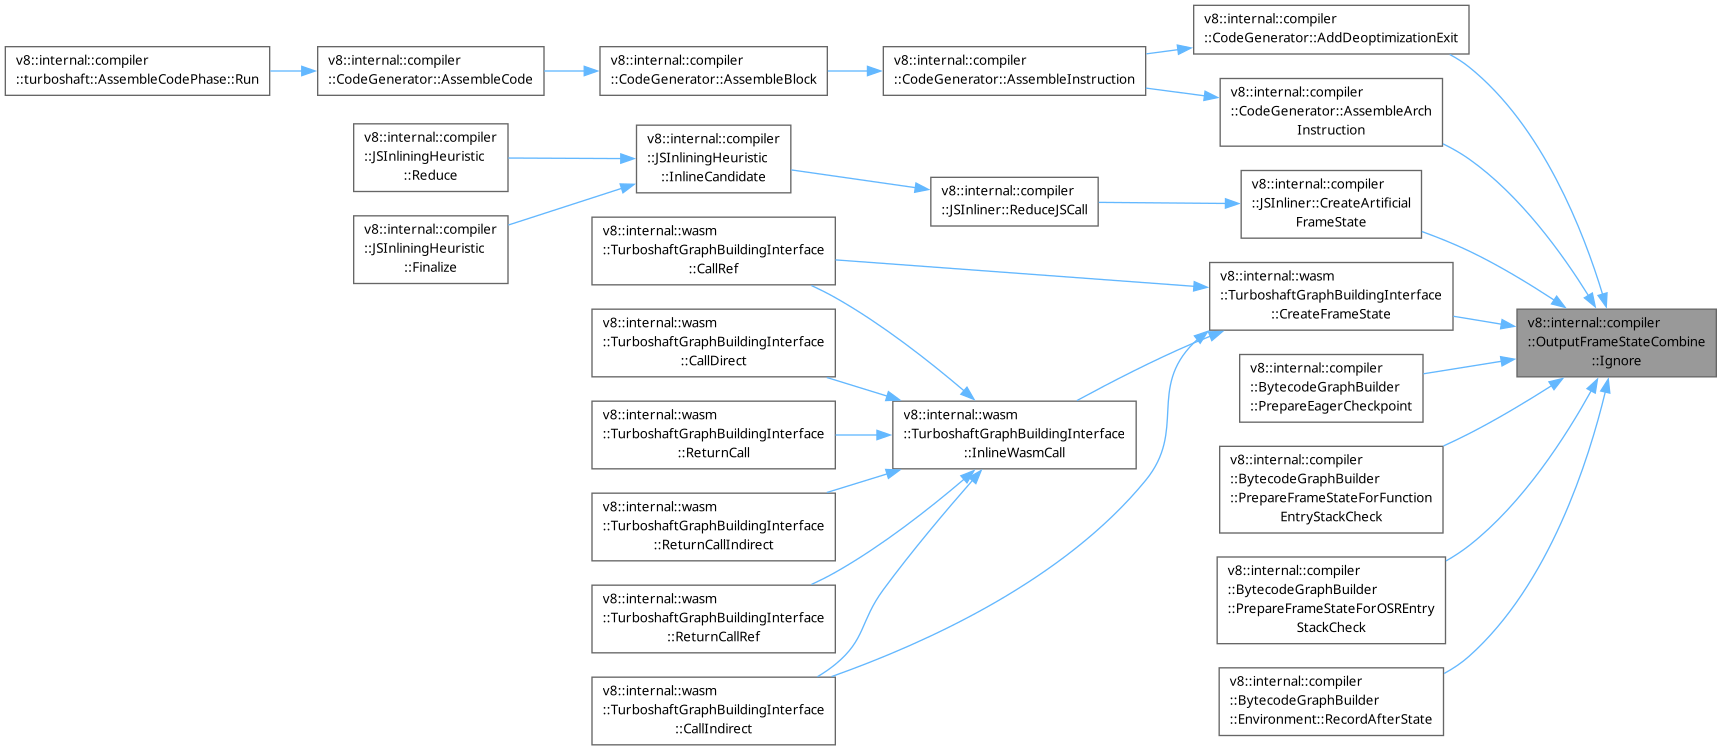 v8::internal::compiler
::turboshaft::AssembleCodePhase::Run
v8::internal::compiler
::CodeGenerator::AssembleCode
v8::internal::compiler
::CodeGenerator::AssembleBlock
v8::internal::compiler
::CodeGenerator::AssembleInstruction
v8::internal::compiler
::CodeGenerator::AddDeoptimizationExit
v8::internal::compiler
::CodeGenerator::AssembleArch
Instruction
v8::internal::compiler
::JSInliningHeuristic
::Reduce
v8::internal::compiler
::JSInliningHeuristic
::InlineCandidate
v8::internal::compiler
::JSInliner::ReduceJSCall
v8::internal::compiler
::JSInliner::CreateArtificial
FrameState
v8::internal::compiler
::JSInliningHeuristic
::Finalize
v8::internal::wasm
::TurboshaftGraphBuildingInterface
::CallRef
v8::internal::wasm
::TurboshaftGraphBuildingInterface
::CreateFrameState
v8::internal::compiler
::OutputFrameStateCombine
::Ignore
v8::internal::wasm
::TurboshaftGraphBuildingInterface
::CallDirect
v8::internal::compiler
::BytecodeGraphBuilder
::PrepareEagerCheckpoint
v8::internal::wasm
::TurboshaftGraphBuildingInterface
::ReturnCall
v8::internal::wasm
::TurboshaftGraphBuildingInterface
::InlineWasmCall
v8::internal::compiler
::BytecodeGraphBuilder
::PrepareFrameStateForFunction
EntryStackCheck
v8::internal::wasm
::TurboshaftGraphBuildingInterface
::ReturnCallIndirect
v8::internal::compiler
::BytecodeGraphBuilder
::PrepareFrameStateForOSREntry
StackCheck
v8::internal::wasm
::TurboshaftGraphBuildingInterface
::ReturnCallRef
v8::internal::wasm
::TurboshaftGraphBuildingInterface
::CallIndirect
v8::internal::compiler
::BytecodeGraphBuilder
::Environment::RecordAfterState